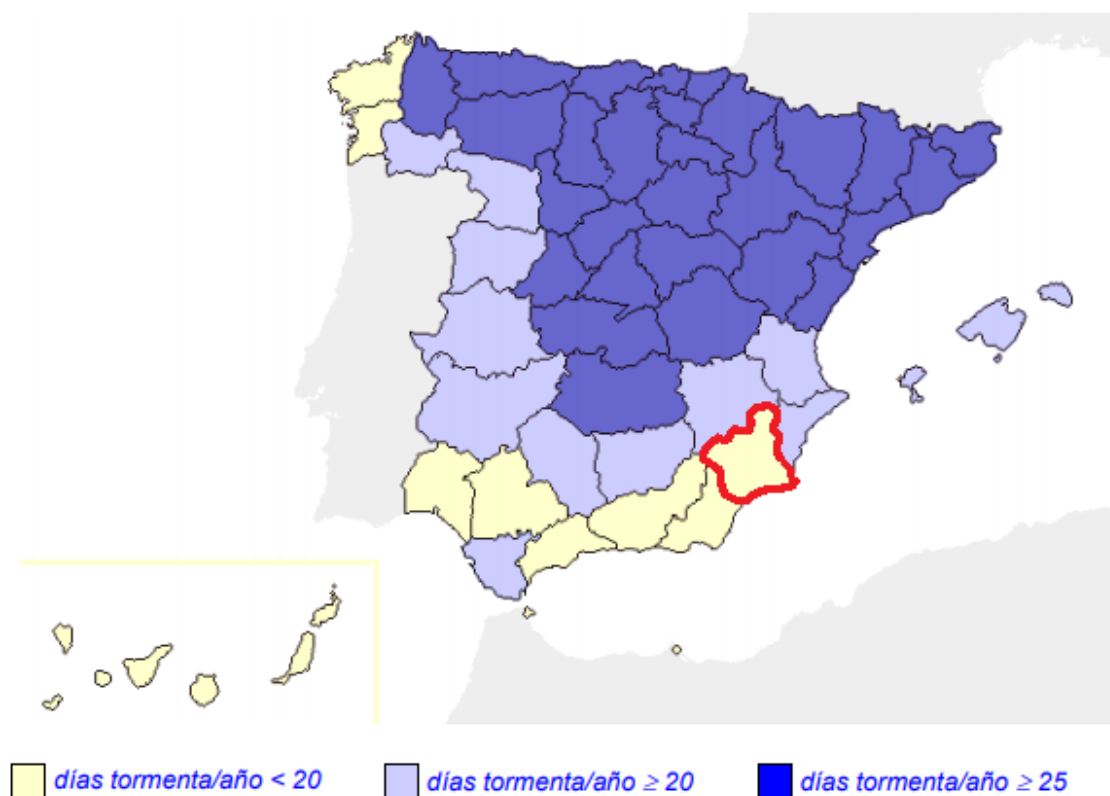 días tormenta/año < 20
días tormenta/año ≥ 20
días tormenta/año ≥ 25